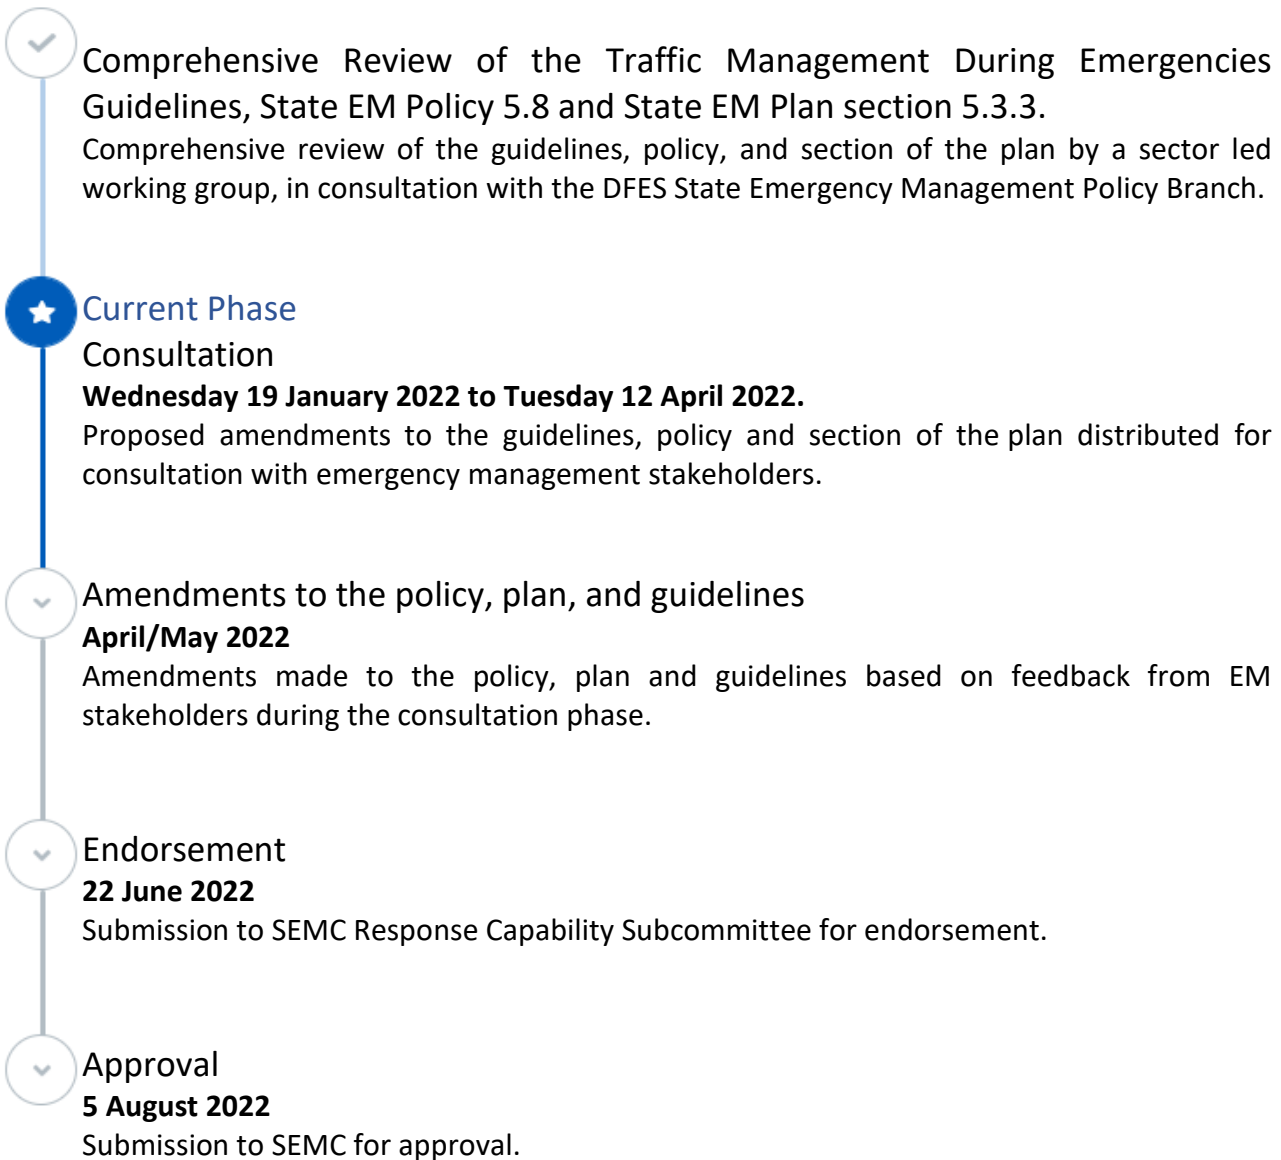 Comprehensive Review of the Traffic Management During Emergencies
Guidelines, State EM Policy 5.8 and State EM Plan section 5.3.3.
Comprehensive review of the guidelines, policy, and section of the plan by a sector led
working group, in consultation with the DFES State Emergency Management Policy Branch.
Current Phase
Consultation
Wednesday 19 January 2022 to Tuesday 12 April 2022.
Proposed amendments to the guidelines, policy and section of the plan distributed for
consultation with emergency management stakeholders.
Amendments to the policy, plan, and guidelines
April/May 2022
Amendments made to the policy, plan and guidelines based on feedback from EM
stakeholders during the consultation phase.
Endorsement
22 June 2022
Submission to SEMC Response Capability Subcommittee for endorsement.
Approval
5 August 2022
Submission to SEMC for approval.